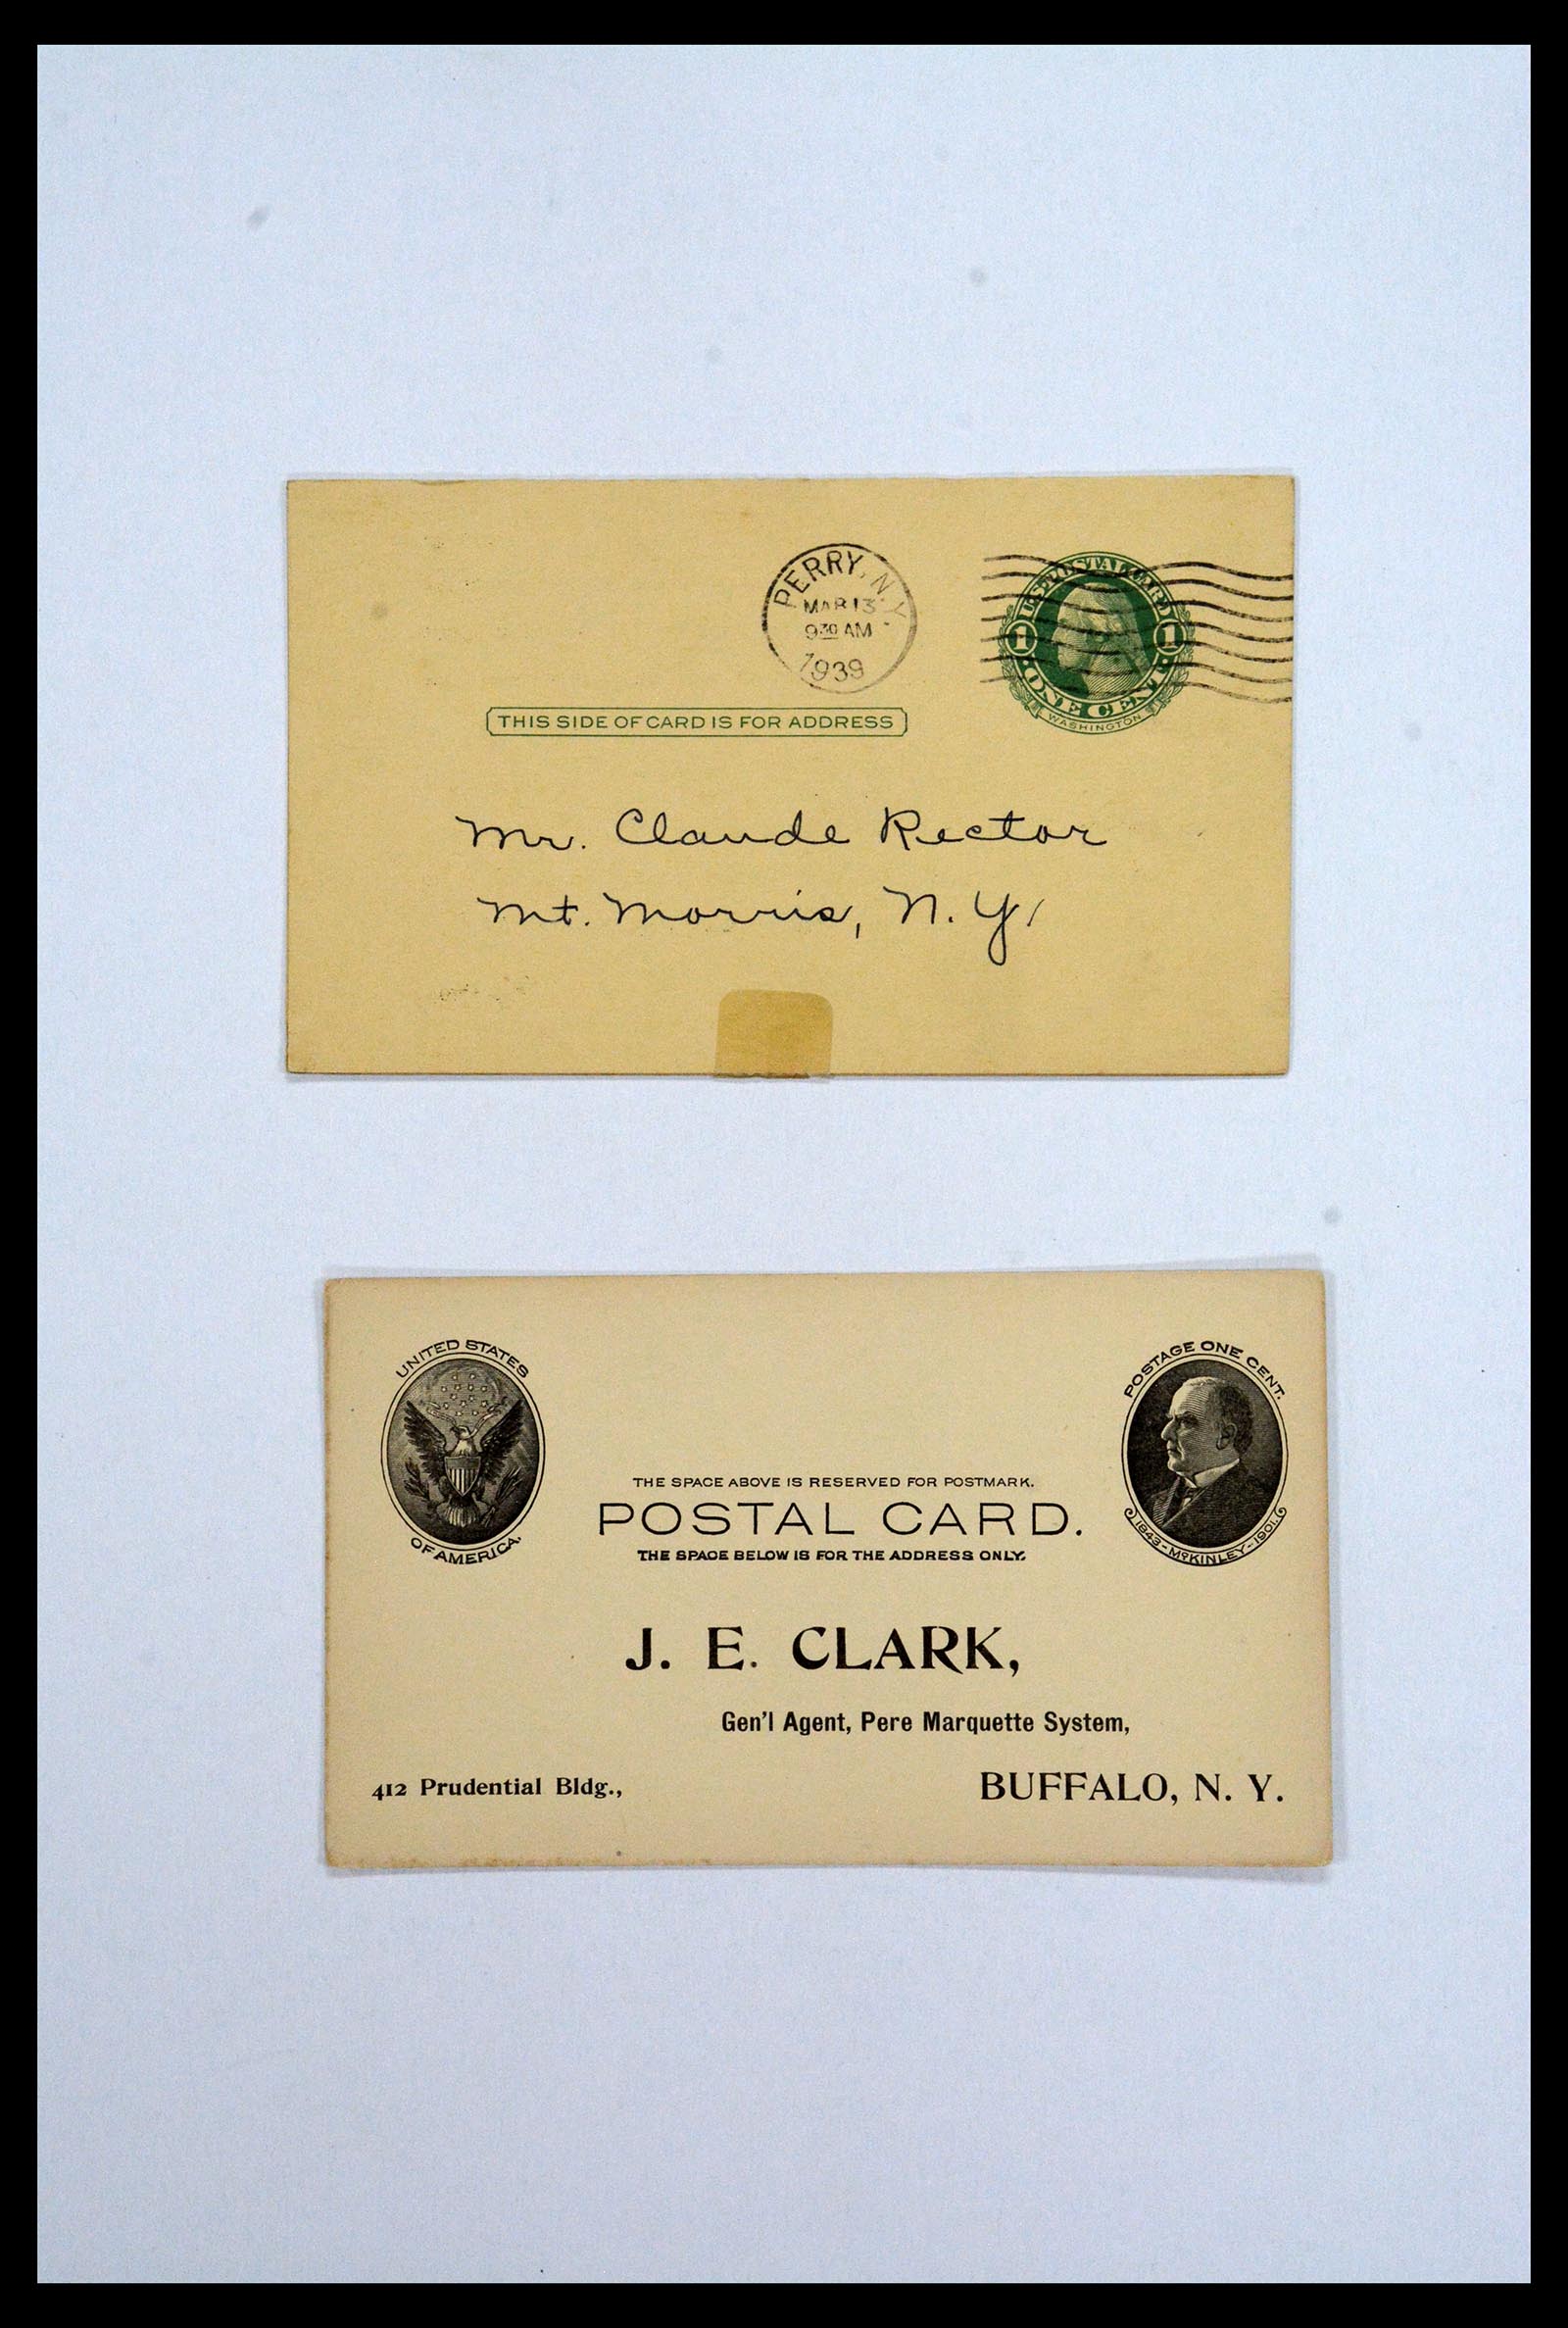 PERRY, N.Y.
MAR 13
9 30 AM
1939
U.S. POSTAL CARD
1 1
ONE CENT
WASHINGTON
THIS SIDE OF CARD IS FOR ADDRESS
Mr. Claude Rector
Mt. Morris, N. Y.
UNITED STATES
OF AMERICA.
POSTAGE ONE CENT.
1843-McKINLEY-1901.
THE SPACE ABOVE IS RESERVED FOR POSTMARK.
POSTAL CARD.
THE SPACE BELOW IS FOR THE ADDRESS ONLY.
J. E. CLARK,
Gen'l Agent, Pere Marquette System,
412 Prudential Bldg.,
BUFFALO, N. Y.